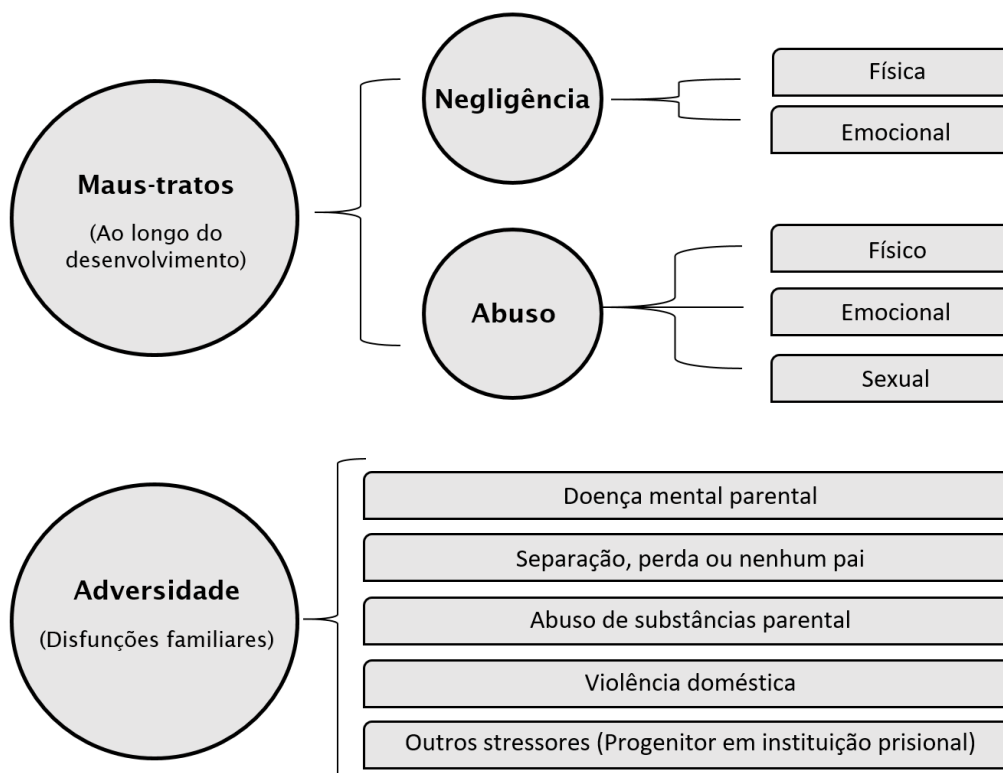 Maus-tratos
(Ao longo do
desenvolvimento)
Negligência
Física
Emocional
Abuso
Físico
Emocional
Sexual
Adversidade
(Disfunções familiares)
Doença mental parental
Separação, perda ou nenhum pai
Abuso de substâncias parental
Violência doméstica
Outros stressores (Progenitor em instituição prisional)